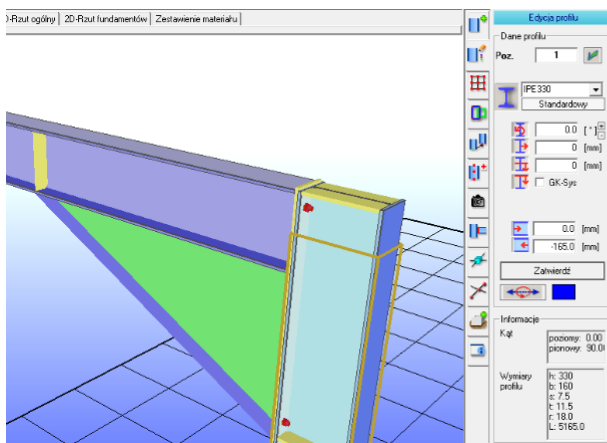 D-Rzut ogólny 2D-Rzut fundamentów Zestawienie materiału
Edycja profilu
Dane profilu
Poz. 1
IPE330
Standardowy
0.0 [°]
0 [mm]
0 [mm]
GK-Sys
0.0 [mm]
-165.0 [mm]
Zatwierdź
Informacje
Kąt
poziomy: 0.00
pionowy: 90.0
Wymiary
profilu
h: 330
b: 160
s: 7.5
t: 11.5
r: 18.0
L: 5165.0